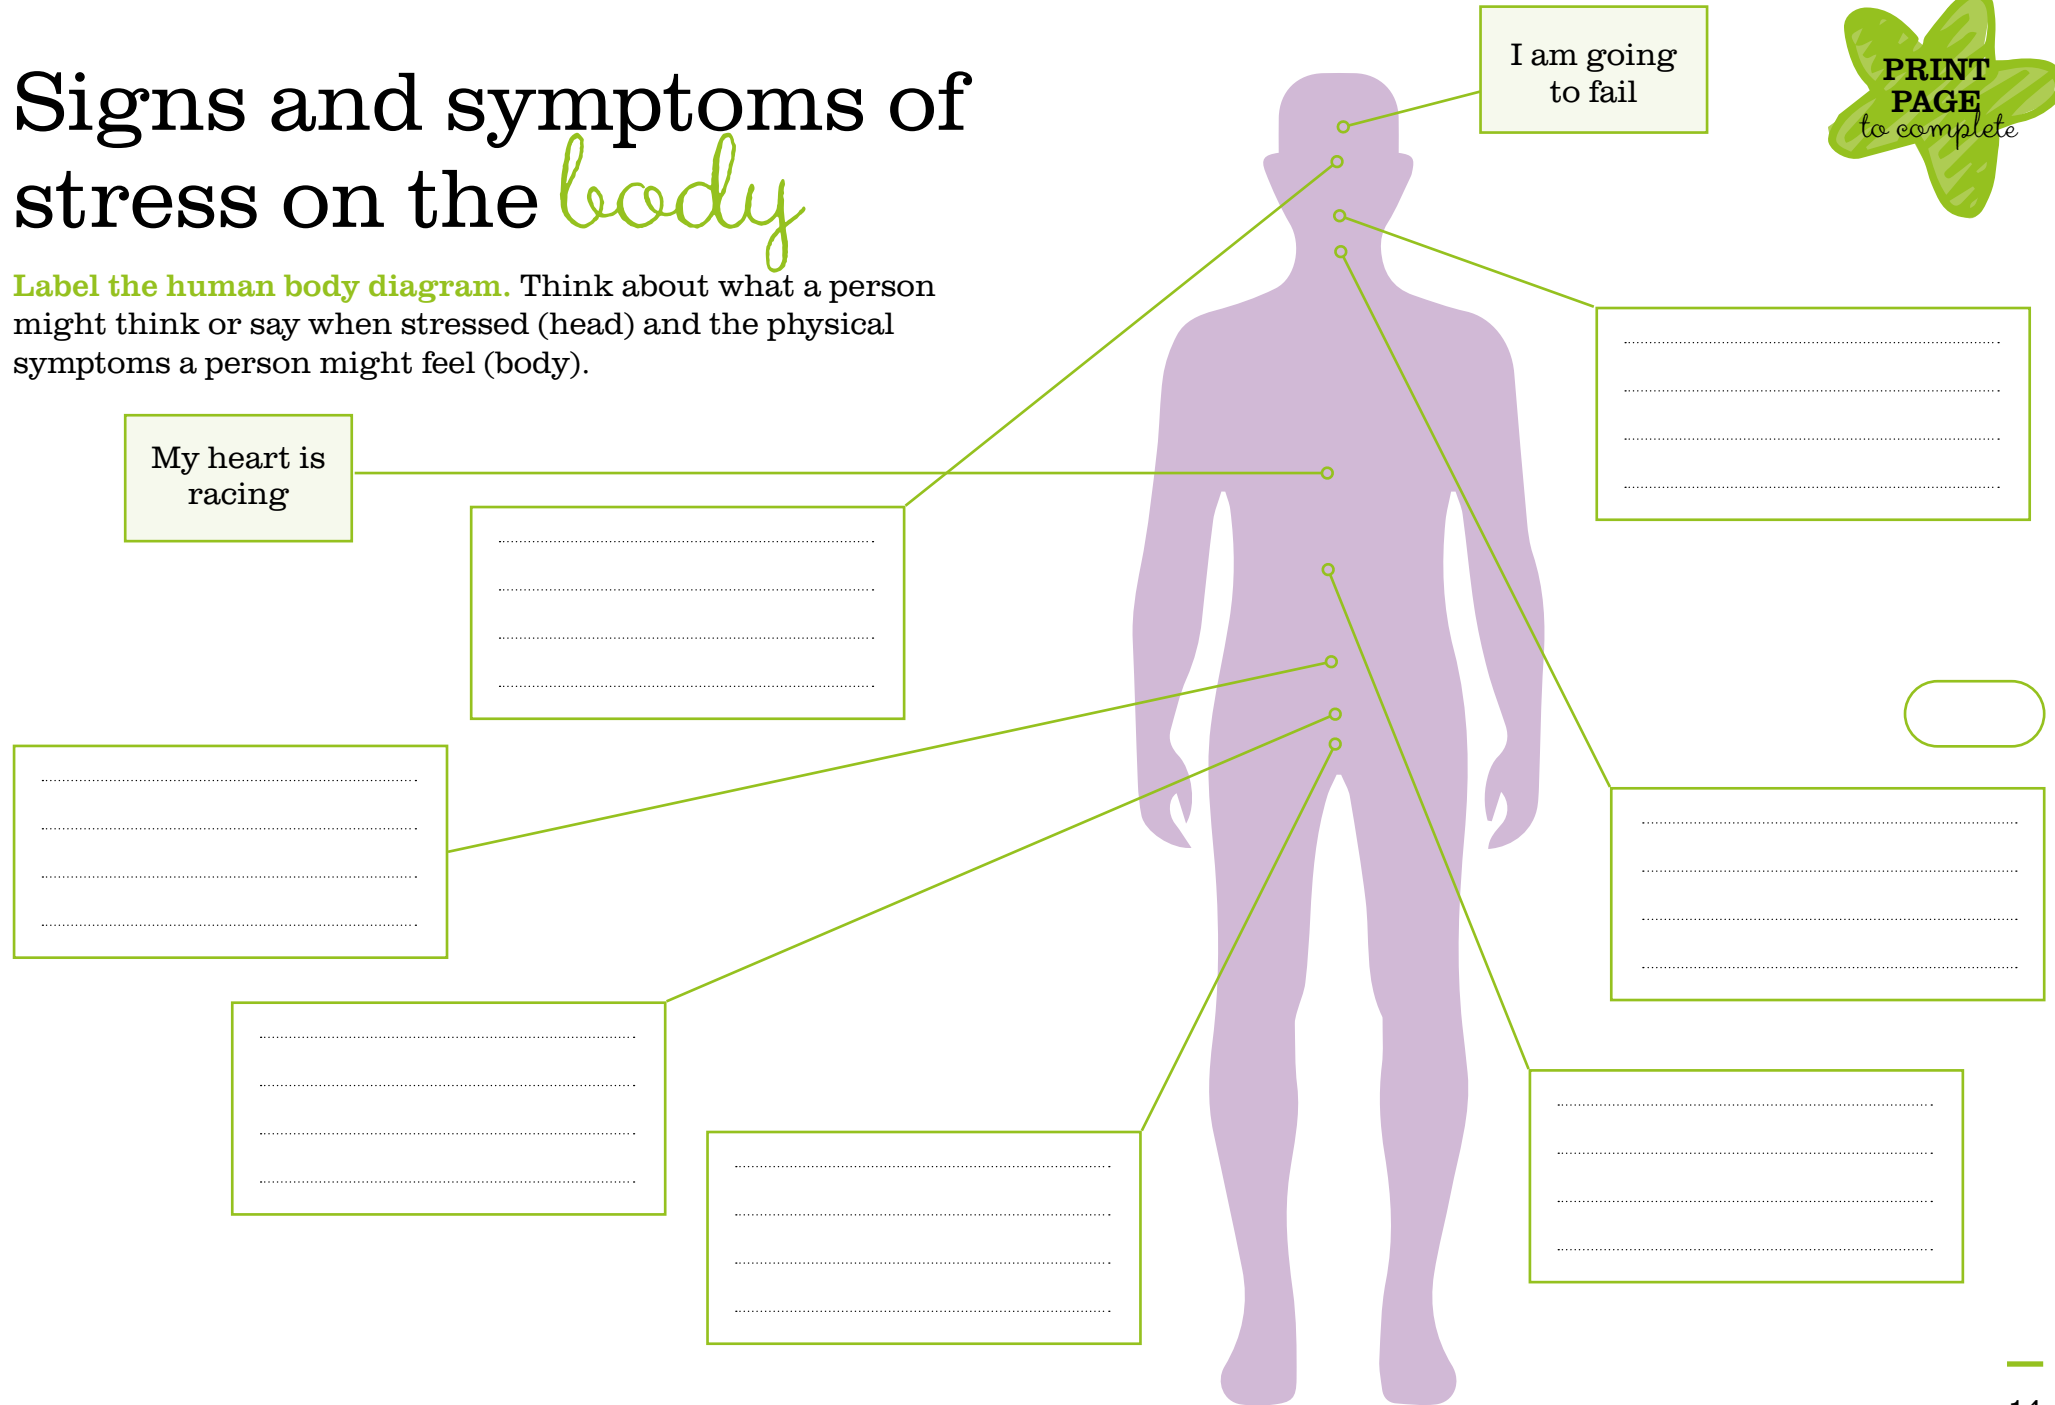 Signs and symptoms of
stress on the body
Label the human body diagram. Think about what a person
might think or say when stressed (head) and the physical
symptoms a person might feel (body).
I am going
to fail
PRINT
PAGE
to complete
My heart is
racing